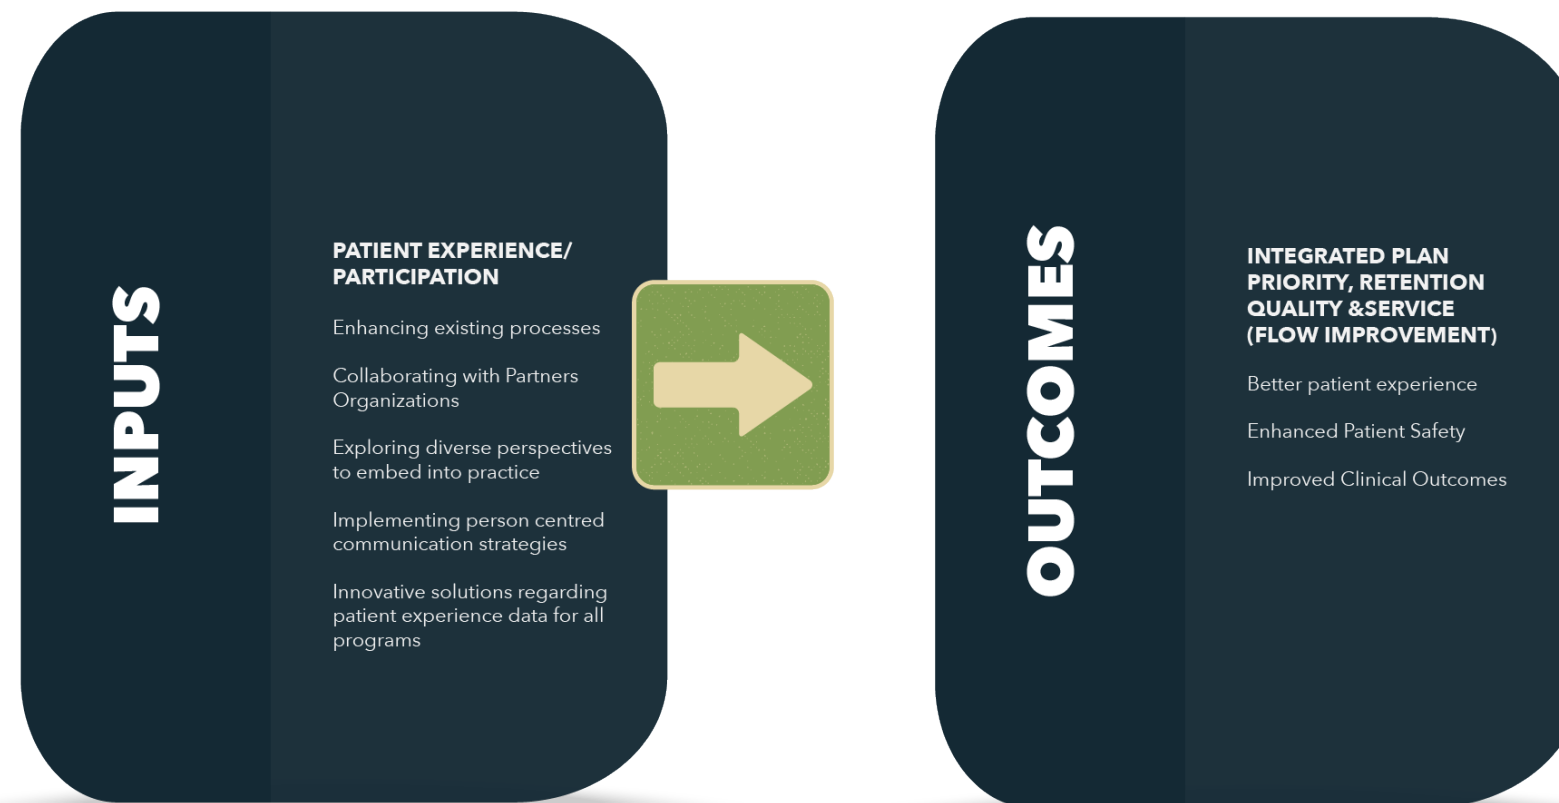 INPUTS
PATIENT EXPERIENCE/
PARTICIPATION
Enhancing existing processes
Collaborating with Partners
Organizations
Exploring diverse perspectives
to embed into practice
Implementing person centred
communication strategies
Innovative solutions regarding
patient experience data for all
programs
OUTCOMES
INTEGRATED PLAN
PRIORITY, RETENTION
QUALITY &SERVICE
(FLOW IMPROVEMENT)
Better patient experience
Enhanced Patient Safety
Improved Clinical Outcomes